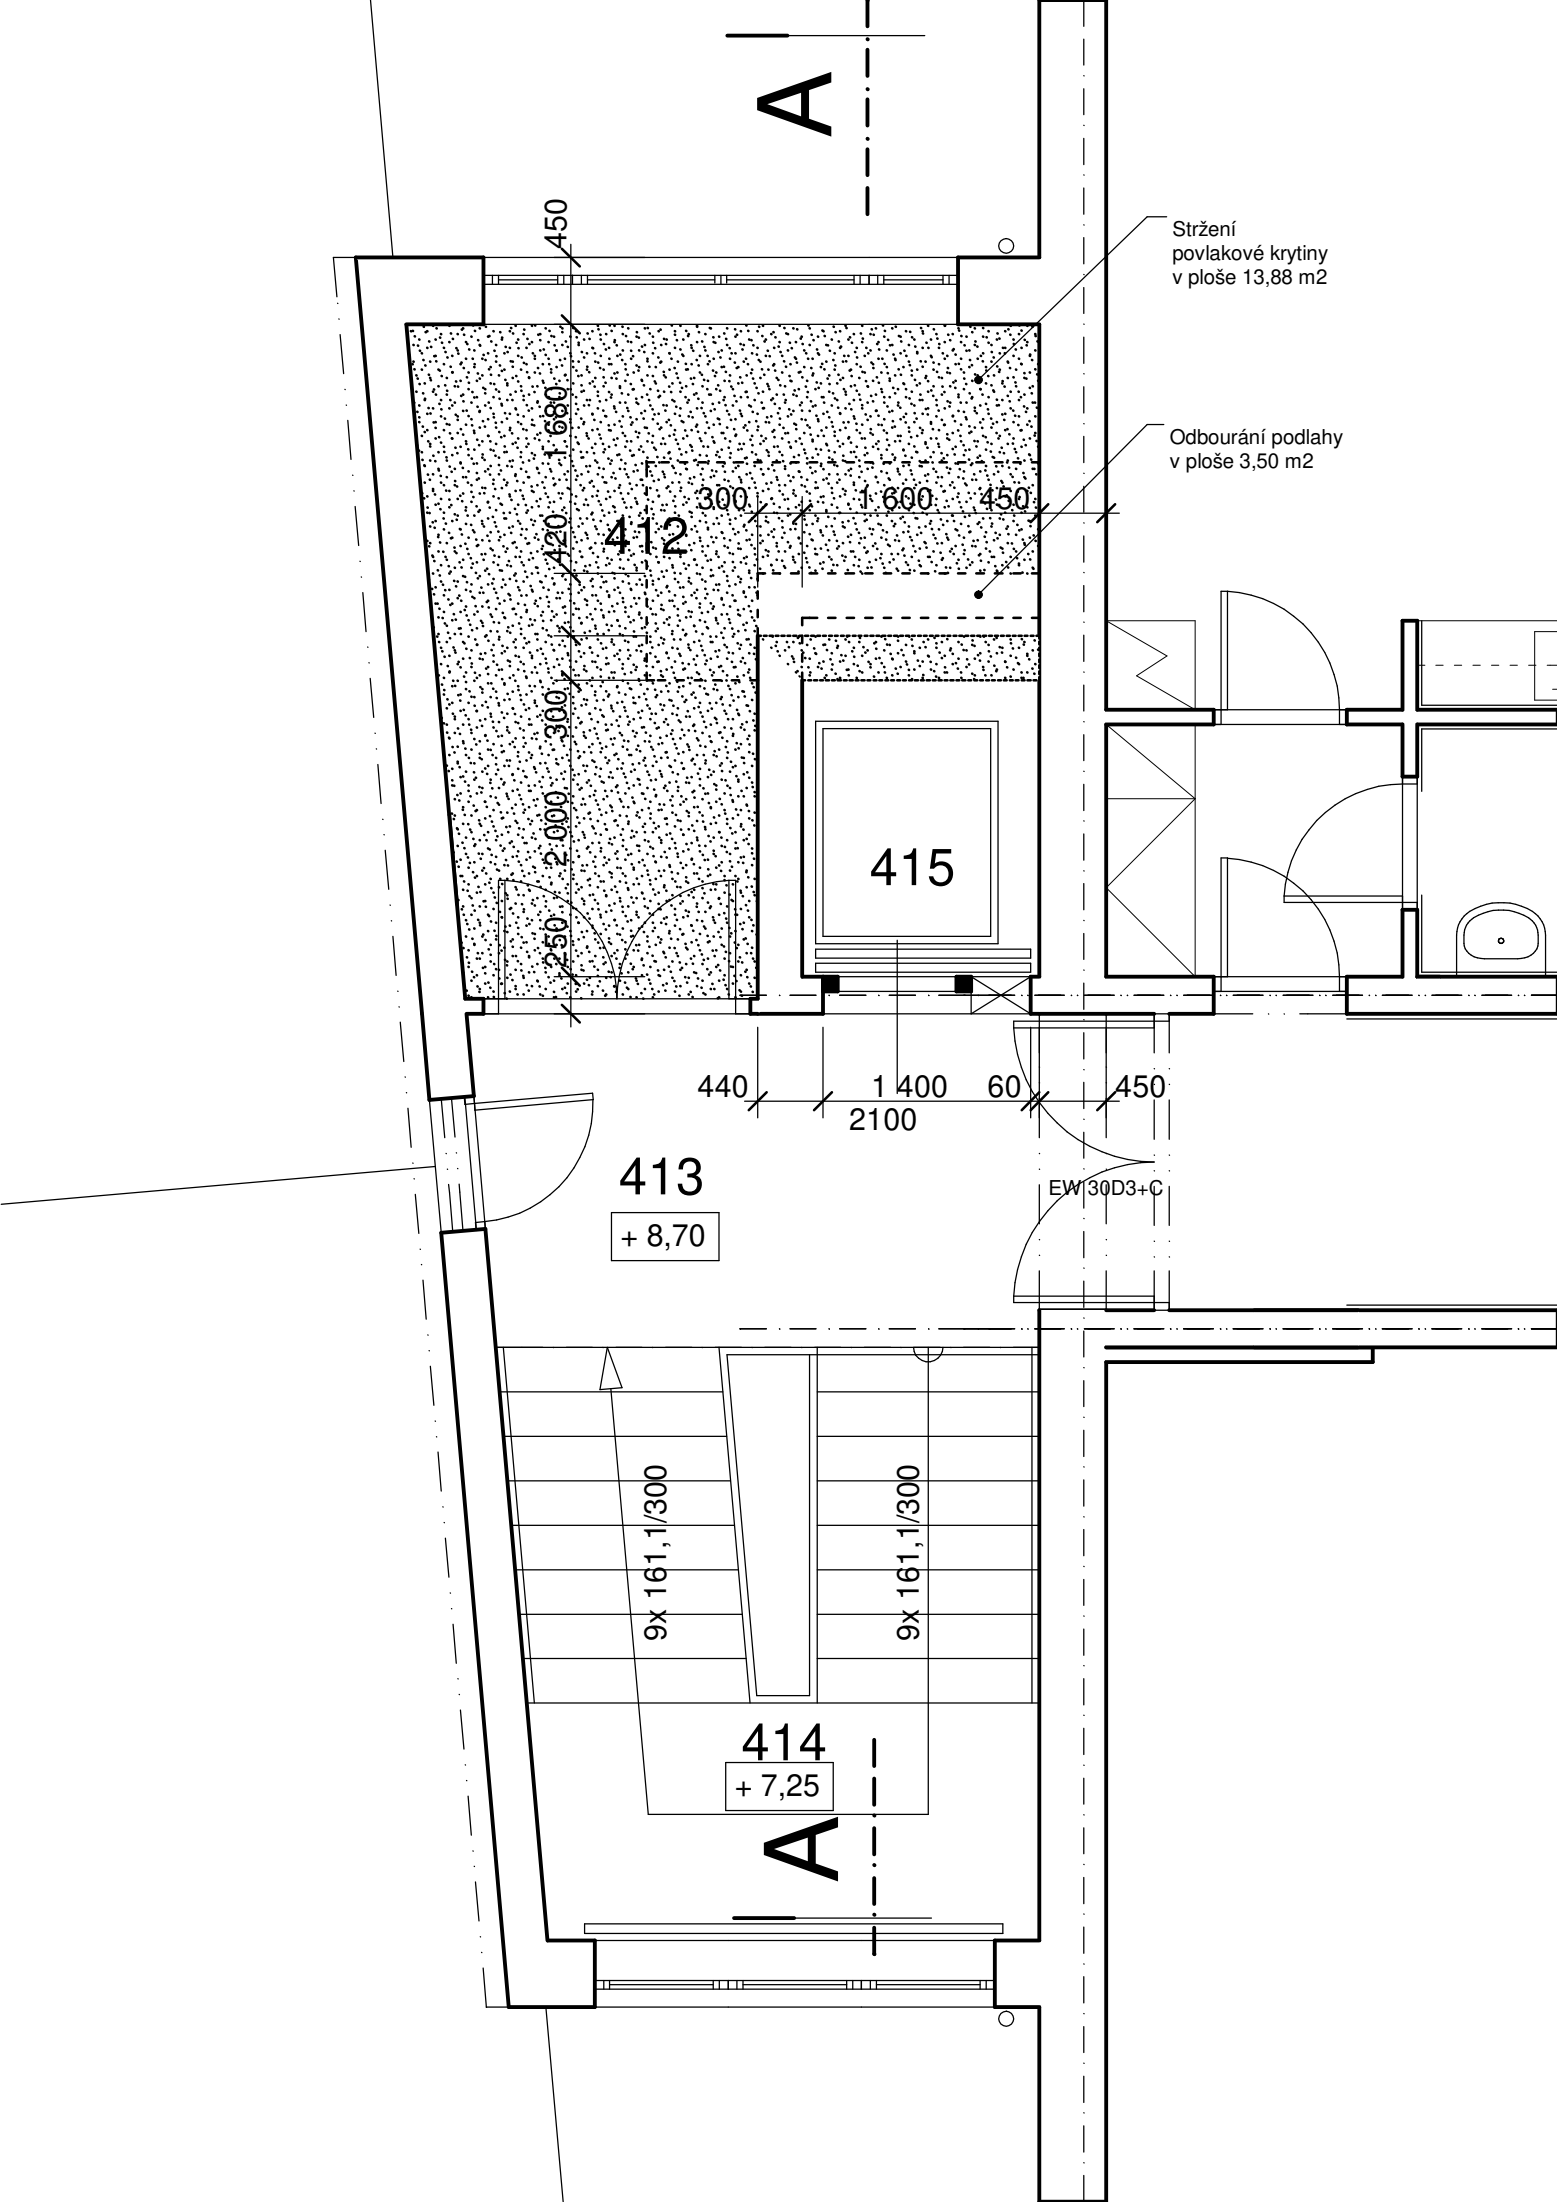 A
450
Stržení
povlakové krytiny
v ploše 13,88 m2
1 680
Odbourání podlahy
v ploše 3,50 m2
300
1 600
450
412
420
300
2 000
415
250
440
1 400
60
450
2100
413
EW 30D3+C
+ 8,70
9x 161,1/300
9x 161,1/300
414
+ 7,25
A